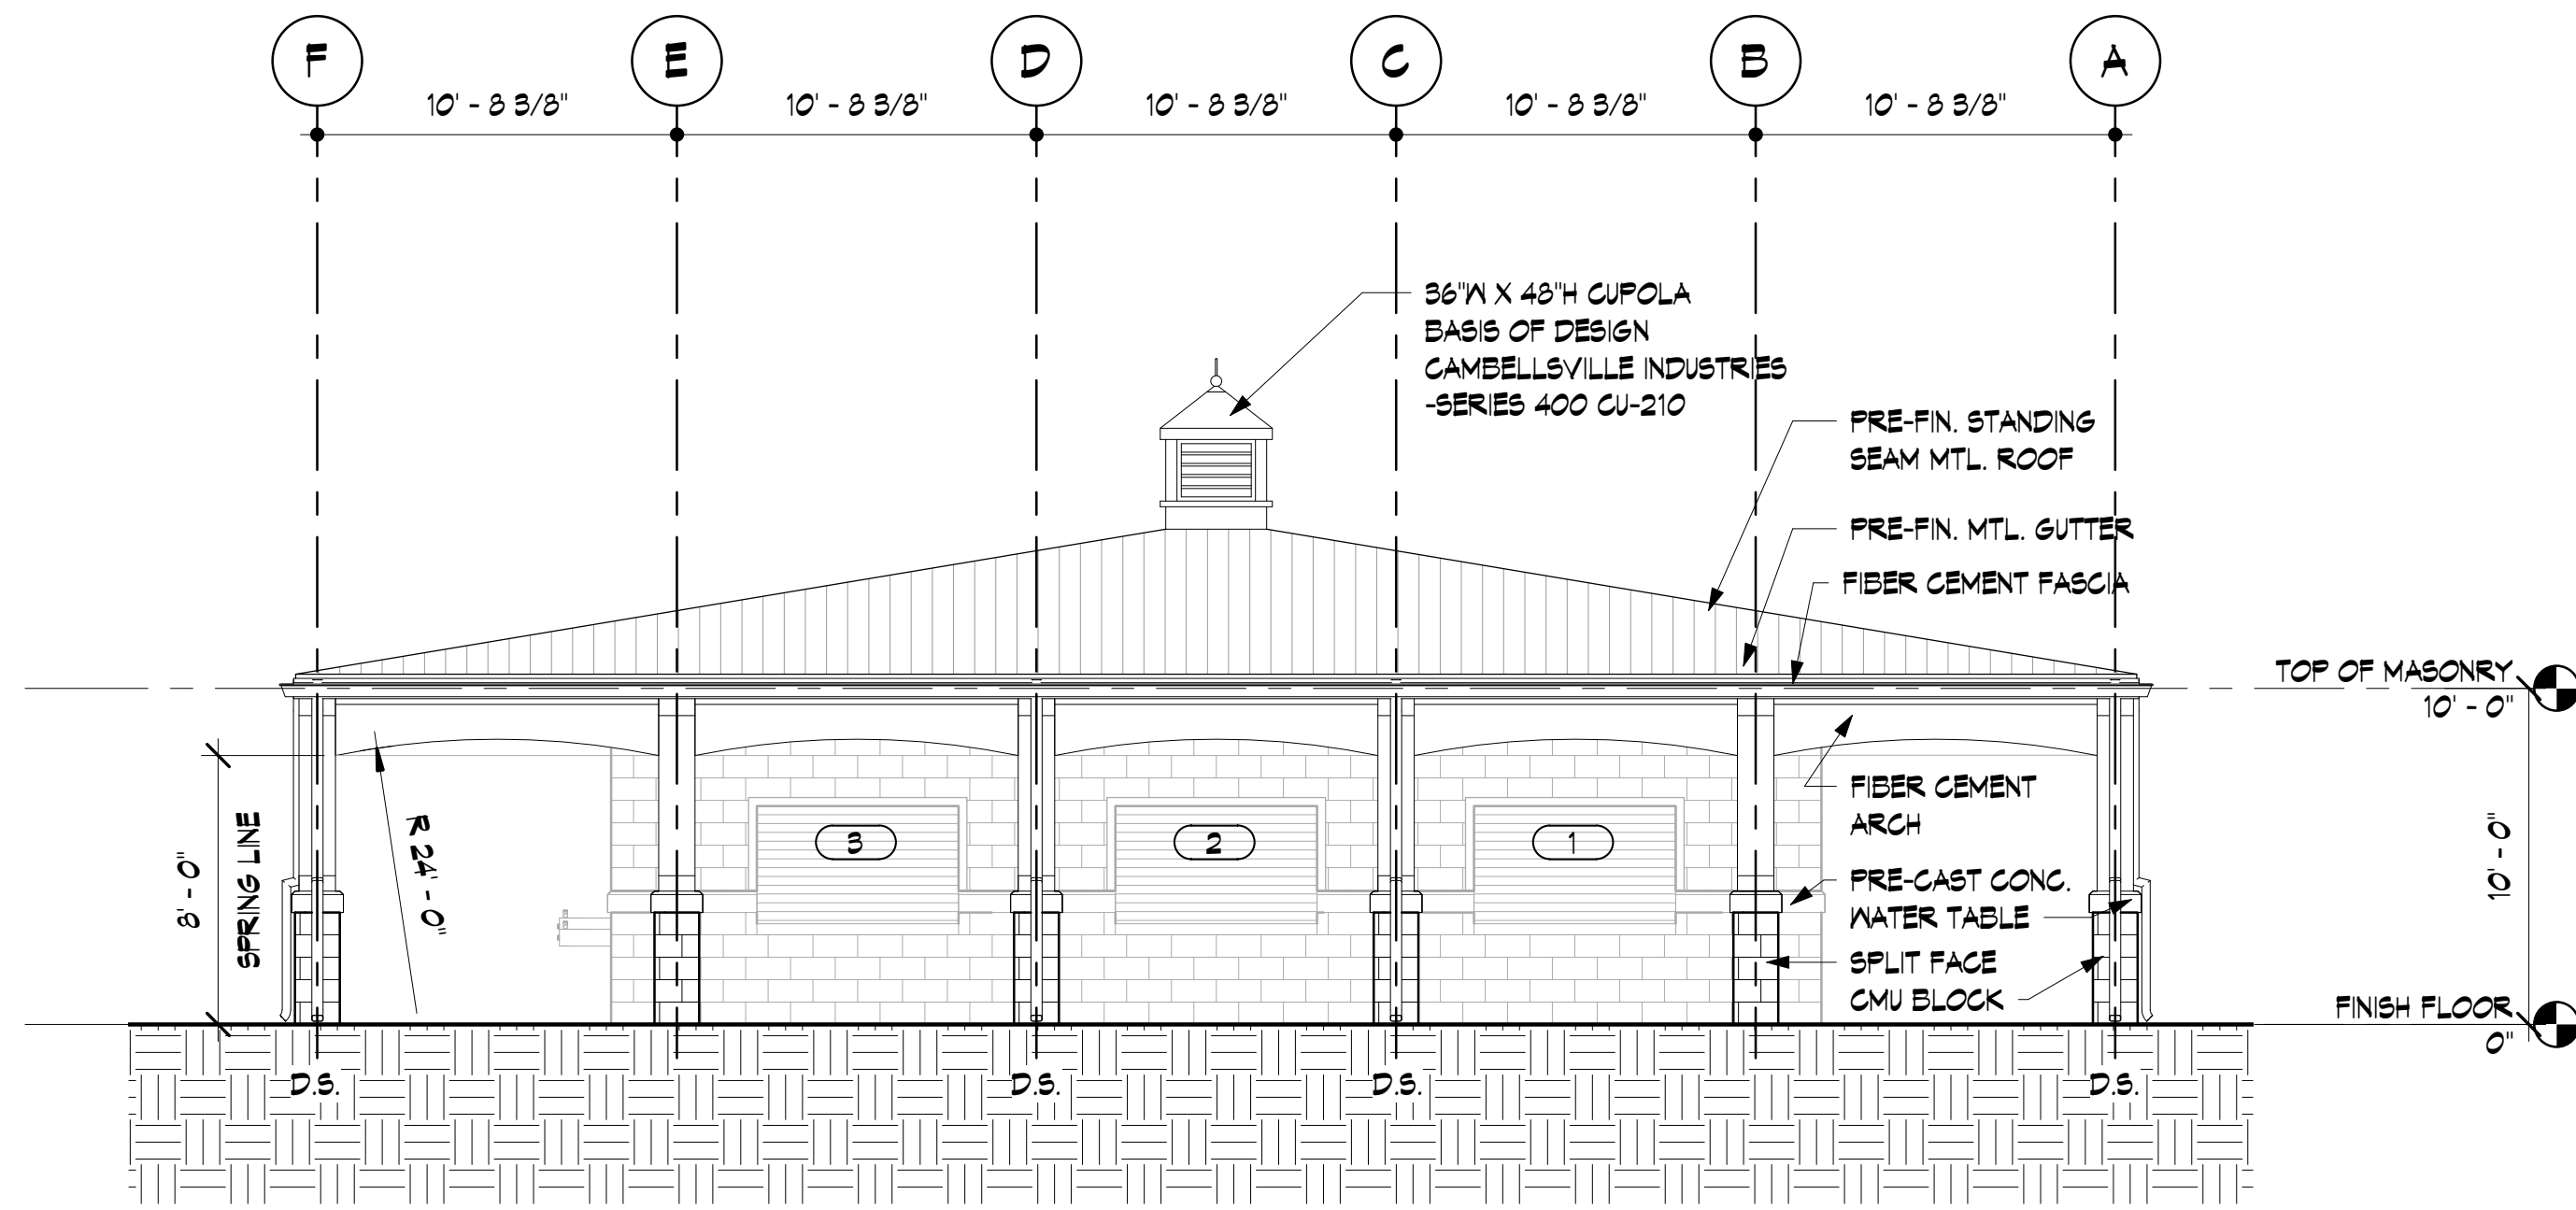 F E D C B A
10' - 8 3/8" 10' - 8 3/8" 10' - 8 3/8" 10' - 8 3/8" 10' - 8 3/8"
36"W X 48"H CUPOLA
BASIS OF DESIGN
CAMBELLSVILLE INDUSTRIES
-SERIES 400 CU-210
PRE-FIN. STANDING
SEAM MTL. ROOF
PRE-FIN. MTL. GUTTER
FIBER CEMENT FASCIA
TOP OF MASONRY
10' - 0"
8' - 0"
SPRING LINE
R 24' - 0"
3 2 1
FIBER CEMENT
ARCH
PRE-CAST CONC.
WATER TABLE
SPLIT FACE
CMU BLOCK
10' - 0"
FINISH FLOOR
0"
D.S. D.S. D.S. D.S.